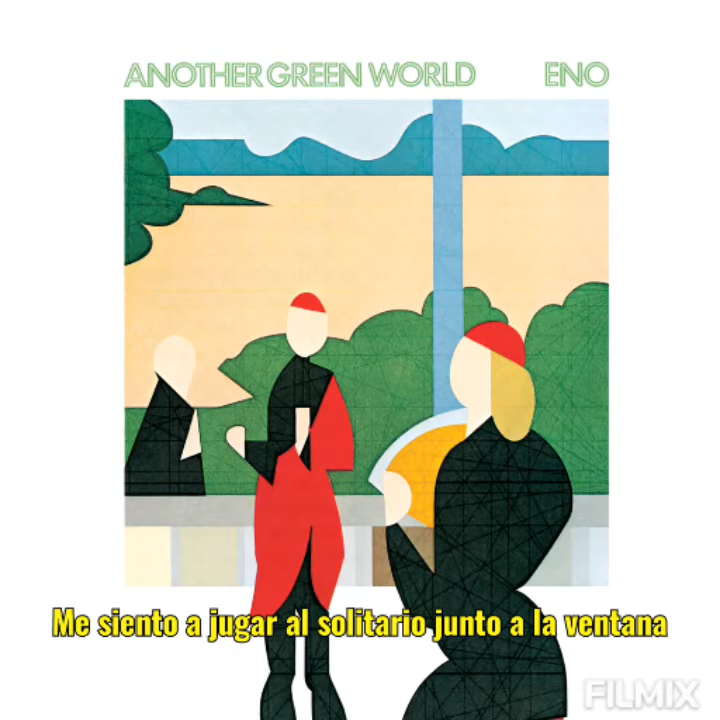 ANOTHER GREEN WORLD ENO
Me siento a jugar al solitario junto a la ventana
FILMIX